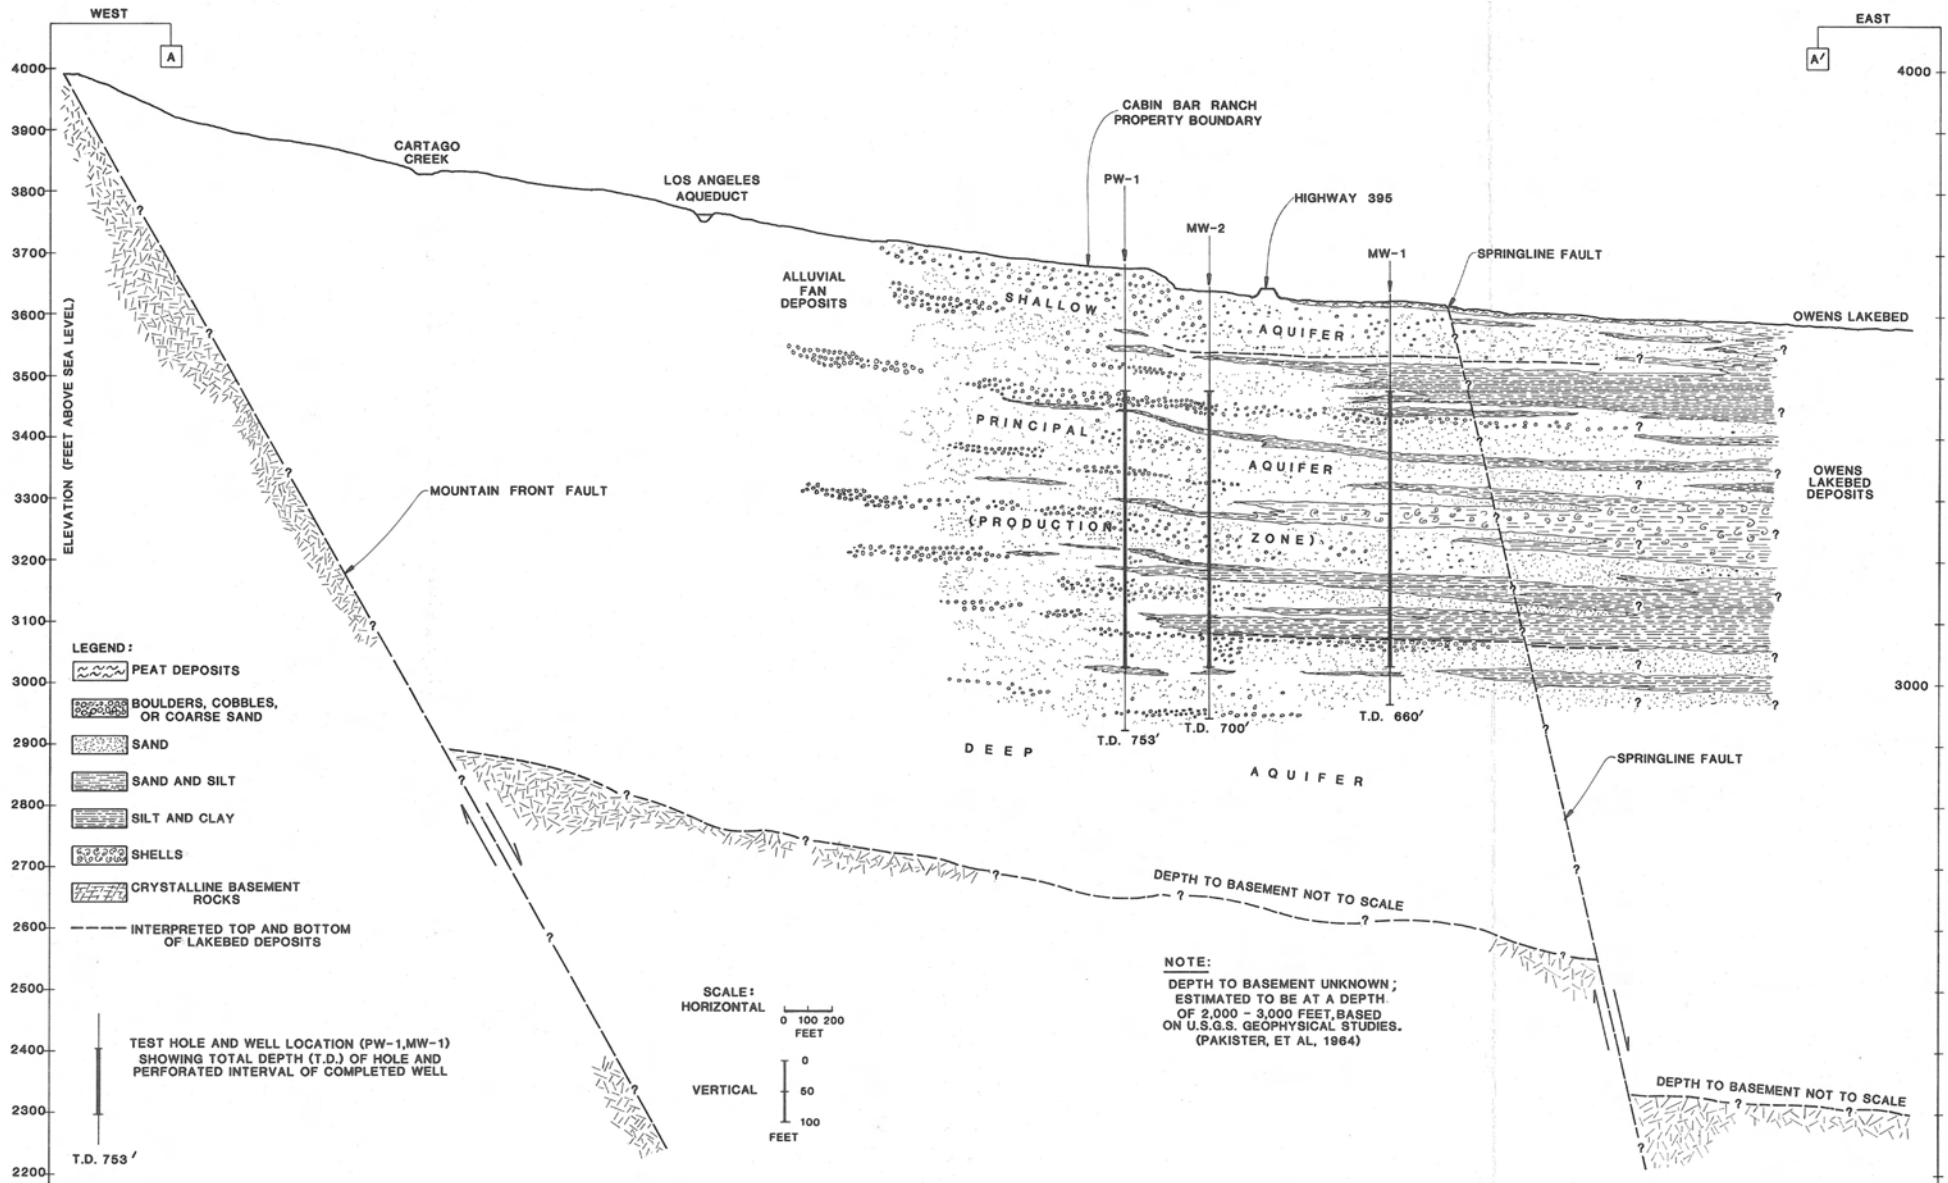 WEST
A
EAST
A'
4000
3900
3800
3700
3600
3500
3400
3300
3200
3100
3000
2900
2800
2700
2600
2500
2400
2300
2200
ELEVATION (FEET ABOVE SEA LEVEL)
4000
3000
CARTAGO
CREEK
LOS ANGELES
AQUEDUCT
CABIN BAR RANCH
PROPERTY BOUNDARY
PW-1
MW-2
HIGHWAY 395
MW-1
SPRINGLINE FAULT
OWENS LAKEBED
ALLUVIAL
FAN
DEPOSITS
SHALLOW
AQUIFER
PRINCIPAL
AQUIFER
(PRODUCTION
ZONE)
OWENS
LAKEBED
DEPOSITS
MOUNTAIN FRONT FAULT
T.D. 753'
T.D. 700'
T.D. 660'
DEEP
AQUIFER
SPRINGLINE FAULT
DEPTH TO BASEMENT NOT TO SCALE
DEPTH TO BASEMENT NOT TO SCALE
LEGEND:
PEAT DEPOSITS
BOULDERS, COBBLES,
OR COARSE SAND
SAND
SAND AND SILT
SILT AND CLAY
SHELLS
CRYSTALLINE BASEMENT
ROCKS
INTERPRETED TOP AND BOTTOM
OF LAKEBED DEPOSITS
TEST HOLE AND WELL LOCATION (PW-1,MW-1)
SHOWING TOTAL DEPTH (T.D.) OF HOLE AND
PERFORATED INTERVAL OF COMPLETED WELL
T.D. 753'
SCALE:
HORIZONTAL
0 100 200
FEET
VERTICAL
0
50
100
FEET
NOTE:
DEPTH TO BASEMENT UNKNOWN;
ESTIMATED TO BE AT A DEPTH
OF 2,000 - 3,000 FEET, BASED
ON U.S.G.S. GEOPHYSICAL STUDIES.
(PAKISTER, ET AL, 1964)